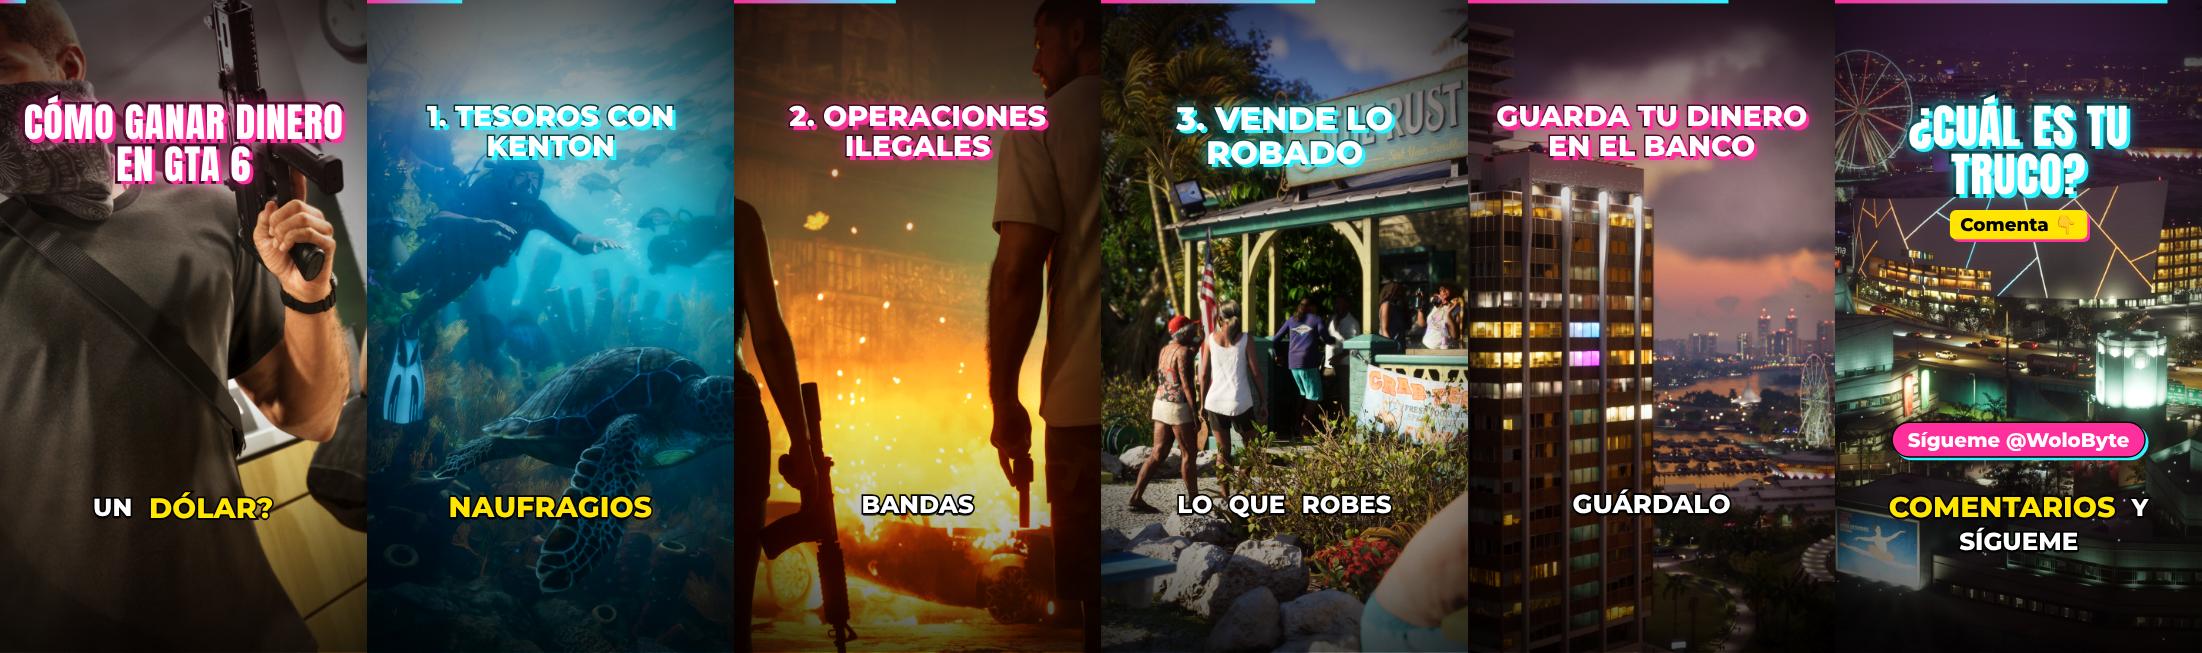 CÓMO GANAR DINERO
EN GTA 6
UN DÓLAR?
1. TESOROS CON
KENTON
NAUFRAGIOS
2. OPERACIONES
ILEGALES
BANDAS
3. VENDE LO
ROBADO
RUST
LO QUE ROBES
GUARDA TU DINERO
EN EL BANCO
GUÁRDALO
¿CUÁL ES TU
TRUCO?
Comenta 👇
Sígueme @WoloByte
COMENTARIOS Y
SÍGUEME